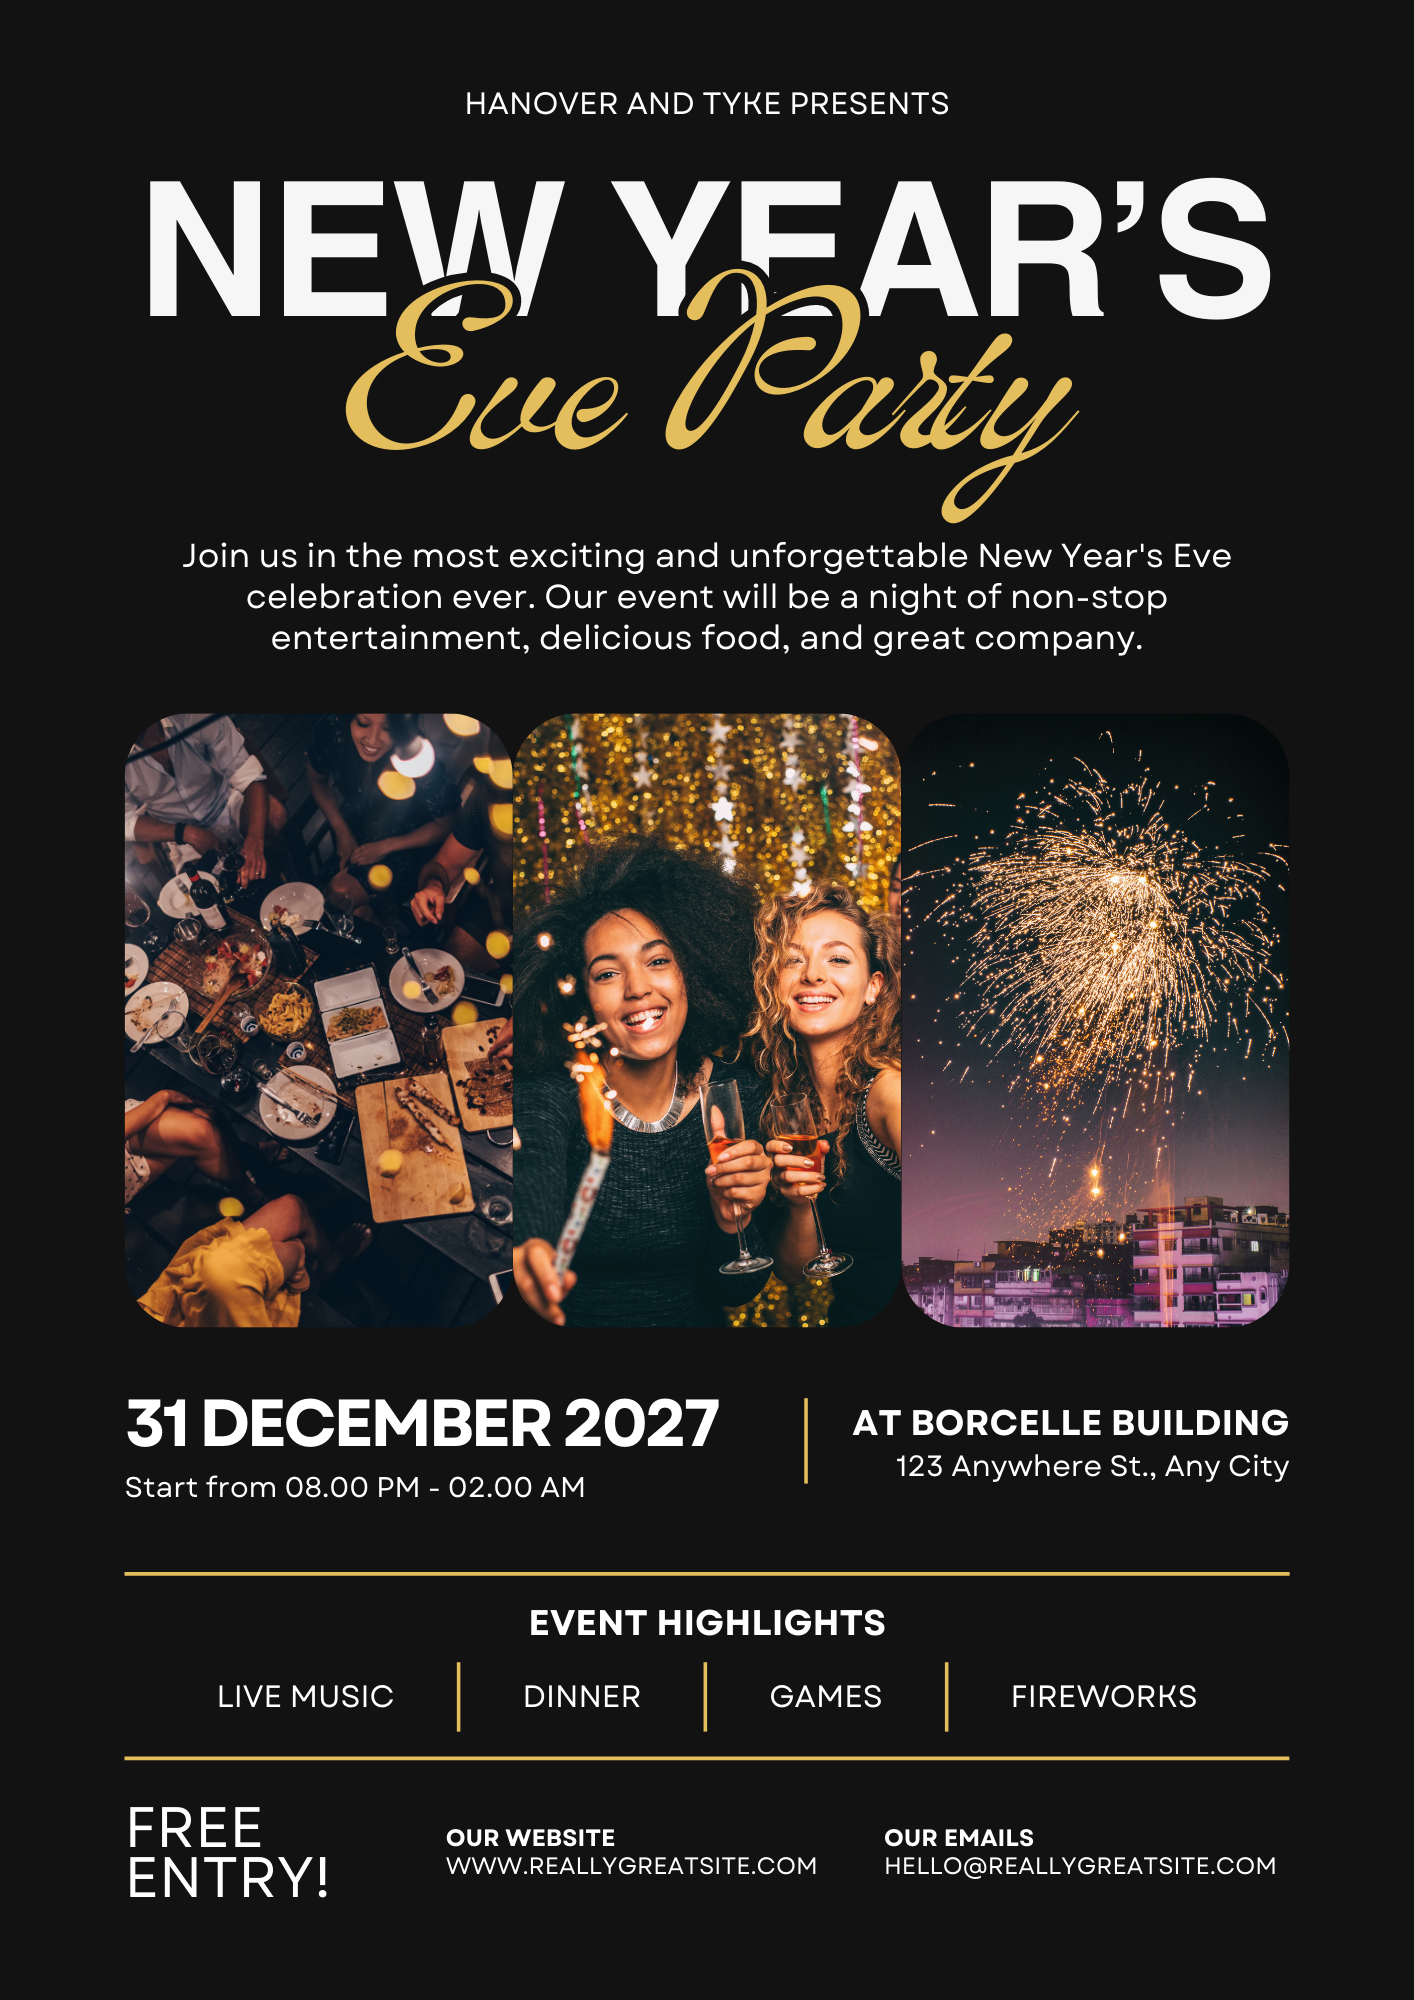 HANOVER AND TYKE PRESENTS
NEW YEAR’S
Eve Party
Join us in the most exciting and unforgettable New Year's Eve
celebration ever. Our event will be a night of non-stop
entertainment, delicious food, and great company.
31 DECEMBER 2027
Start from 08.00 PM - 02.00 AM
AT BORCELLE BUILDING
123 Anywhere St., Any City
EVENT HIGHLIGHTS
LIVE MUSIC
DINNER
GAMES
FIREWORKS
FREE
ENTRY!
OUR WEBSITE
WWW.REALLYGREATSITE.COM
OUR EMAILS
HELLO@REALLYGREATSITE.COM